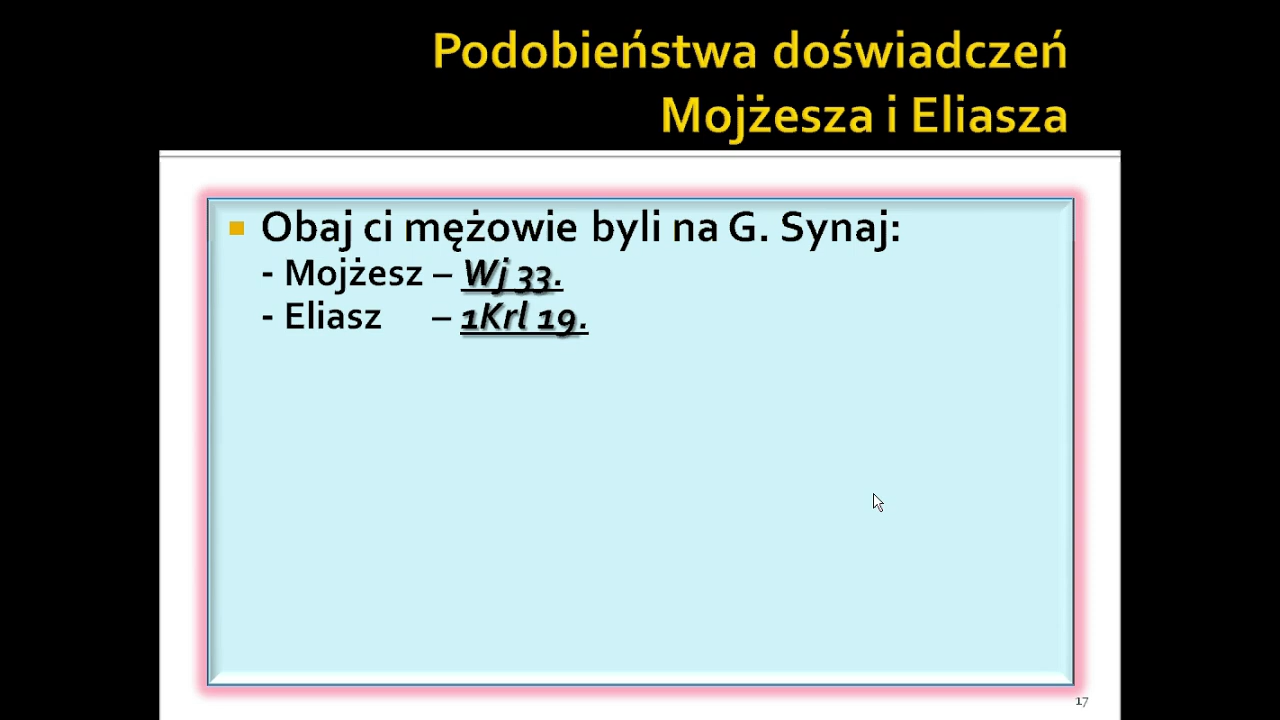 Podobieństwa doświadczeń
Mojżesza i Eliasza
Obaj ci mężowie byli na G. Synaj:
- Mojżesz – Wj 33.
- Eliasz – 1Krl 19.
17